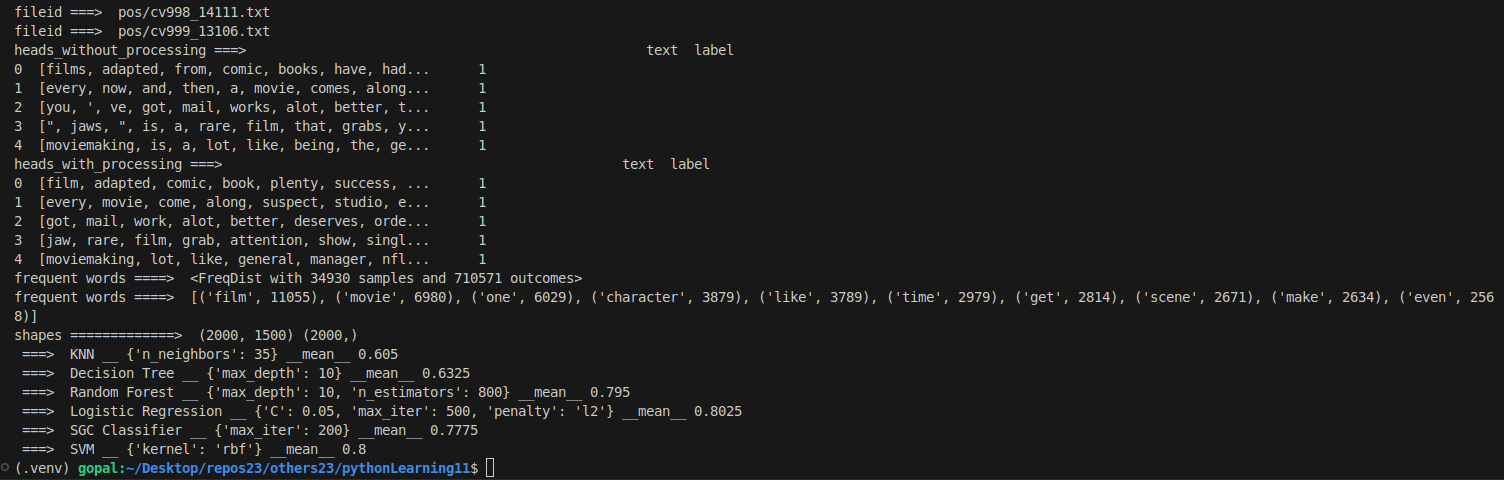 fileid ===>  pos/cv998_14111.txt
fileid ===>  pos/cv999_13106.txt
heads_without_processing ===>                                                  text  label
0  [films, adapted, from, comic, books, have, had...      1
1  [every, now, and, then, a, movie, comes, along...      1
2  [you, ', ve, got, mail, works, alot, better, t...      1
3  [", jaws, ", is, a, rare, film, that, grabs, y...      1
4  [moviemaking, is, a, lot, like, being, the, ge...      1
heads_with_processing ===>                                                  text  label
0  [film, adapted, comic, book, plenty, success, ...      1
1  [every, movie, come, along, suspect, studio, e...      1
2  [got, mail, work, alot, better, deserves, orde...      1
3  [jaw, rare, film, grab, attention, show, singl...      1
4  [moviemaking, lot, like, general, manager, nfl...      1
frequent words ====>  <FreqDist with 34930 samples and 710571 outcomes>
frequent words ====>  [('film', 11055), ('movie', 6980), ('one', 6029), ('character', 3879), ('like', 3789), ('time', 2979), ('get', 2814), ('scene', 2671), ('make', 2634), ('even', 256
8)]
shapes =============>  (2000, 1500) (2000,)
 ===>  KNN __ {'n_neighbors': 35} __mean__ 0.605
 ===>  Decision Tree __ {'max_depth': 10} __mean__ 0.6325
 ===>  Random Forest __ {'max_depth': 10, 'n_estimators': 800} __mean__ 0.795
 ===>  Logistic Regression __ {'C': 0.05, 'max_iter': 500, 'penalty': 'l2'} __mean__ 0.8025
 ===>  SGC Classifier __ {'max_iter': 200} __mean__ 0.7775
 ===>  SVM __ {'kernel': 'rbf'} __mean__ 0.8
(.venv) gopal:~/Desktop/repos23/others23/pythonLearning11$